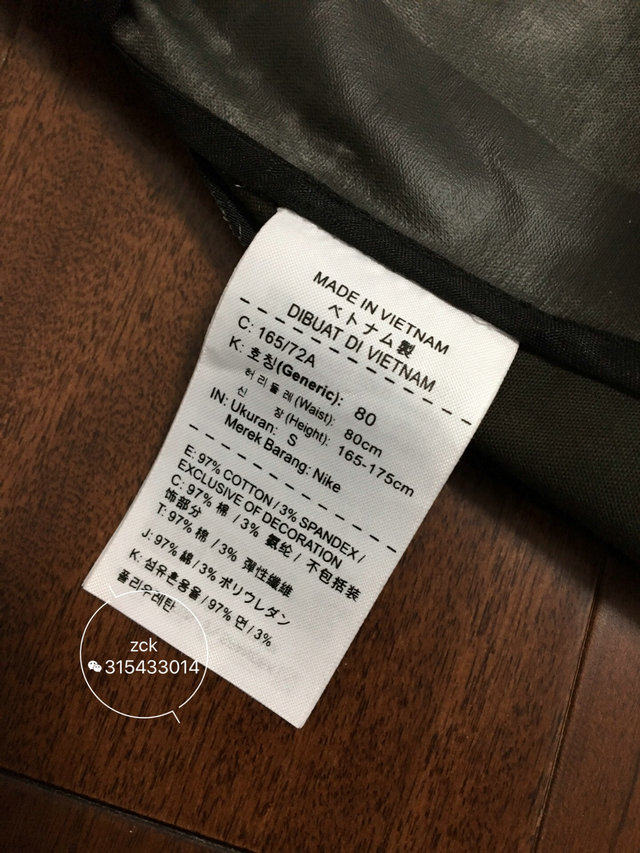 MADE IN VIETNAM
ベトナム製
DIBUAT DI VIETNAM
C: 165/72A
K: 호칭(Generic): 80
허리둘레(Waist): 80cm
신 장(Height): 165-175cm
IN: Ukuran: S
Merek Barang: Nike
E: 97% COTTON / 3% SPANDEX /
EXCLUSIVE OF DECORATION
C: 97% 棉 / 3% 氨纶 / 不包括装
饰部分
T: 97% 棉 / 3% 彈性纖維
J: 97% 綿 / 3% ポリウレダン
K: 섬유혼용율 / 97% 면 / 3%
폴리우레탄
zck
315433014